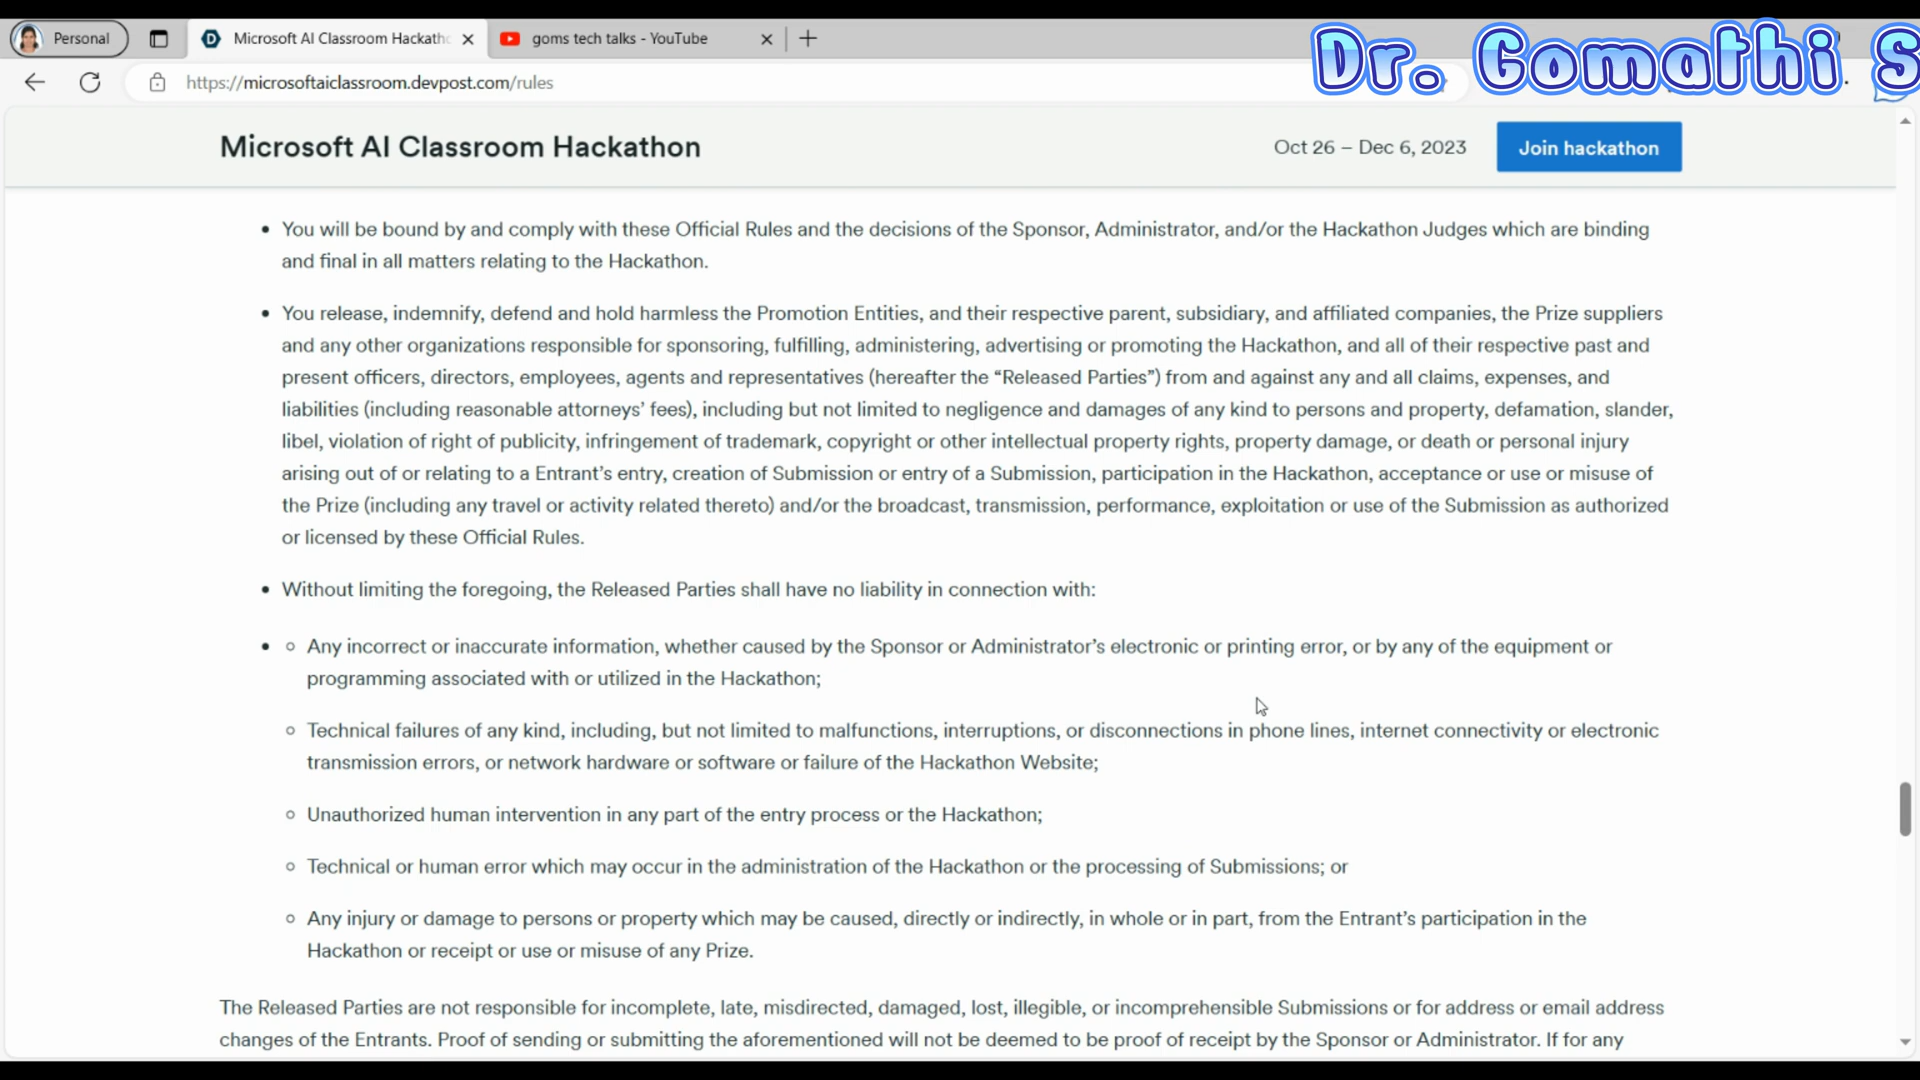 Personal
Microsoft AI Classroom Hackath
goms tech talks - YouTube
Dr. Gomathi S
https://microsoftaiclassroom.devpost.com/rules
Microsoft AI Classroom Hackathon
Oct 26 – Dec 6, 2023
Join hackathon
You will be bound by and comply with these Official Rules and the decisions of the Sponsor, Administrator, and/or the Hackathon Judges which are binding
and final in all matters relating to the Hackathon.
You release, indemnify, defend and hold harmless the Promotion Entities, and their respective parent, subsidiary, and affiliated companies, the Prize suppliers
and any other organizations responsible for sponsoring, fulfilling, administering, advertising or promoting the Hackathon, and all of their respective past and
present officers, directors, employees, agents and representatives (hereafter the “Released Parties”) from and against any and all claims, expenses, and
liabilities (including reasonable attorneys’ fees), including but not limited to negligence and damages of any kind to persons and property, defamation, slander,
libel, violation of right of publicity, infringement of trademark, copyright or other intellectual property rights, property damage, or death or personal injury
arising out of or relating to a Entrant’s entry, creation of Submission or entry of a Submission, participation in the Hackathon, acceptance or use or misuse of
the Prize (including any travel or activity related thereto) and/or the broadcast, transmission, performance, exploitation or use of the Submission as authorized
or licensed by these Official Rules.
Without limiting the foregoing, the Released Parties shall have no liability in connection with:
Any incorrect or inaccurate information, whether caused by the Sponsor or Administrator’s electronic or printing error, or by any of the equipment or
programming associated with or utilized in the Hackathon;
Technical failures of any kind, including, but not limited to malfunctions, interruptions, or disconnections in phone lines, internet connectivity or electronic
transmission errors, or network hardware or software or failure of the Hackathon Website;
Unauthorized human intervention in any part of the entry process or the Hackathon;
Technical or human error which may occur in the administration of the Hackathon or the processing of Submissions; or
Any injury or damage to persons or property which may be caused, directly or indirectly, in whole or in part, from the Entrant’s participation in the
Hackathon or receipt or use or misuse of any Prize.
The Released Parties are not responsible for incomplete, late, misdirected, damaged, lost, illegible, or incomprehensible Submissions or for address or email address
changes of the Entrants. Proof of sending or submitting the aforementioned will not be deemed to be proof of receipt by the Sponsor or Administrator. If for any